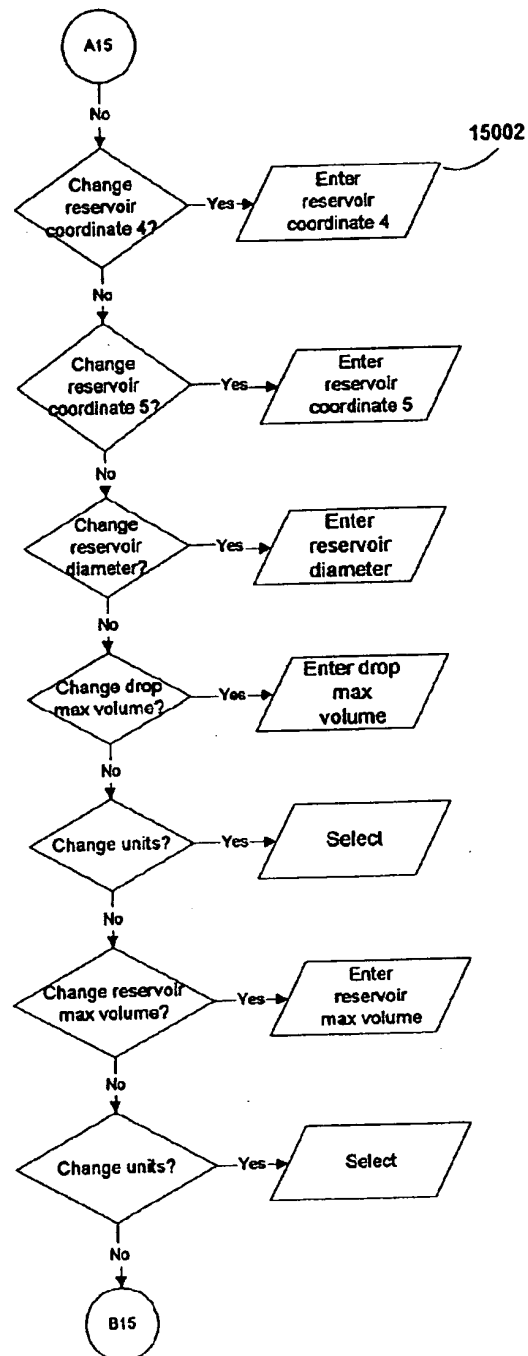 A15
No
15002
Change
reservoir
coordinate 4?
Yes
Enter
reservoir
coordinate 4
No
Change
reservoir
coordinate 5?
Yes
Enter
reservoir
coordinate 5
No
Change
reservoir
diameter?
Yes
Enter
reservoir
diameter
No
Change drop
max volume?
Yes
Enter drop
max
volume
No
Change units?
Yes
Select
No
Change reservoir
max volume?
Yes
Enter
reservoir
max volume
No
Change units?
Yes
Select
No
B15